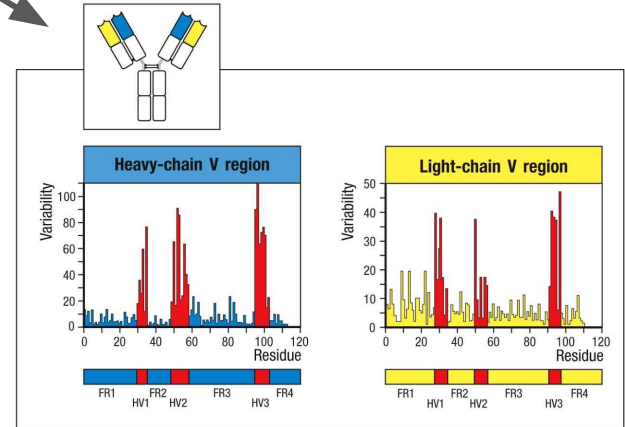 Heavy-chain V region
Variability
100
80
60
40
20
0
0 20 40 60 80 100 120
Residue
FR1 HV1 FR2 HV2 FR3 HV3 FR4
Light-chain V region
Variability
50
40
30
20
10
0
0 20 40 60 80 100 120
Residue
FR1 HV1 FR2 HV2 FR3 HV3 FR4